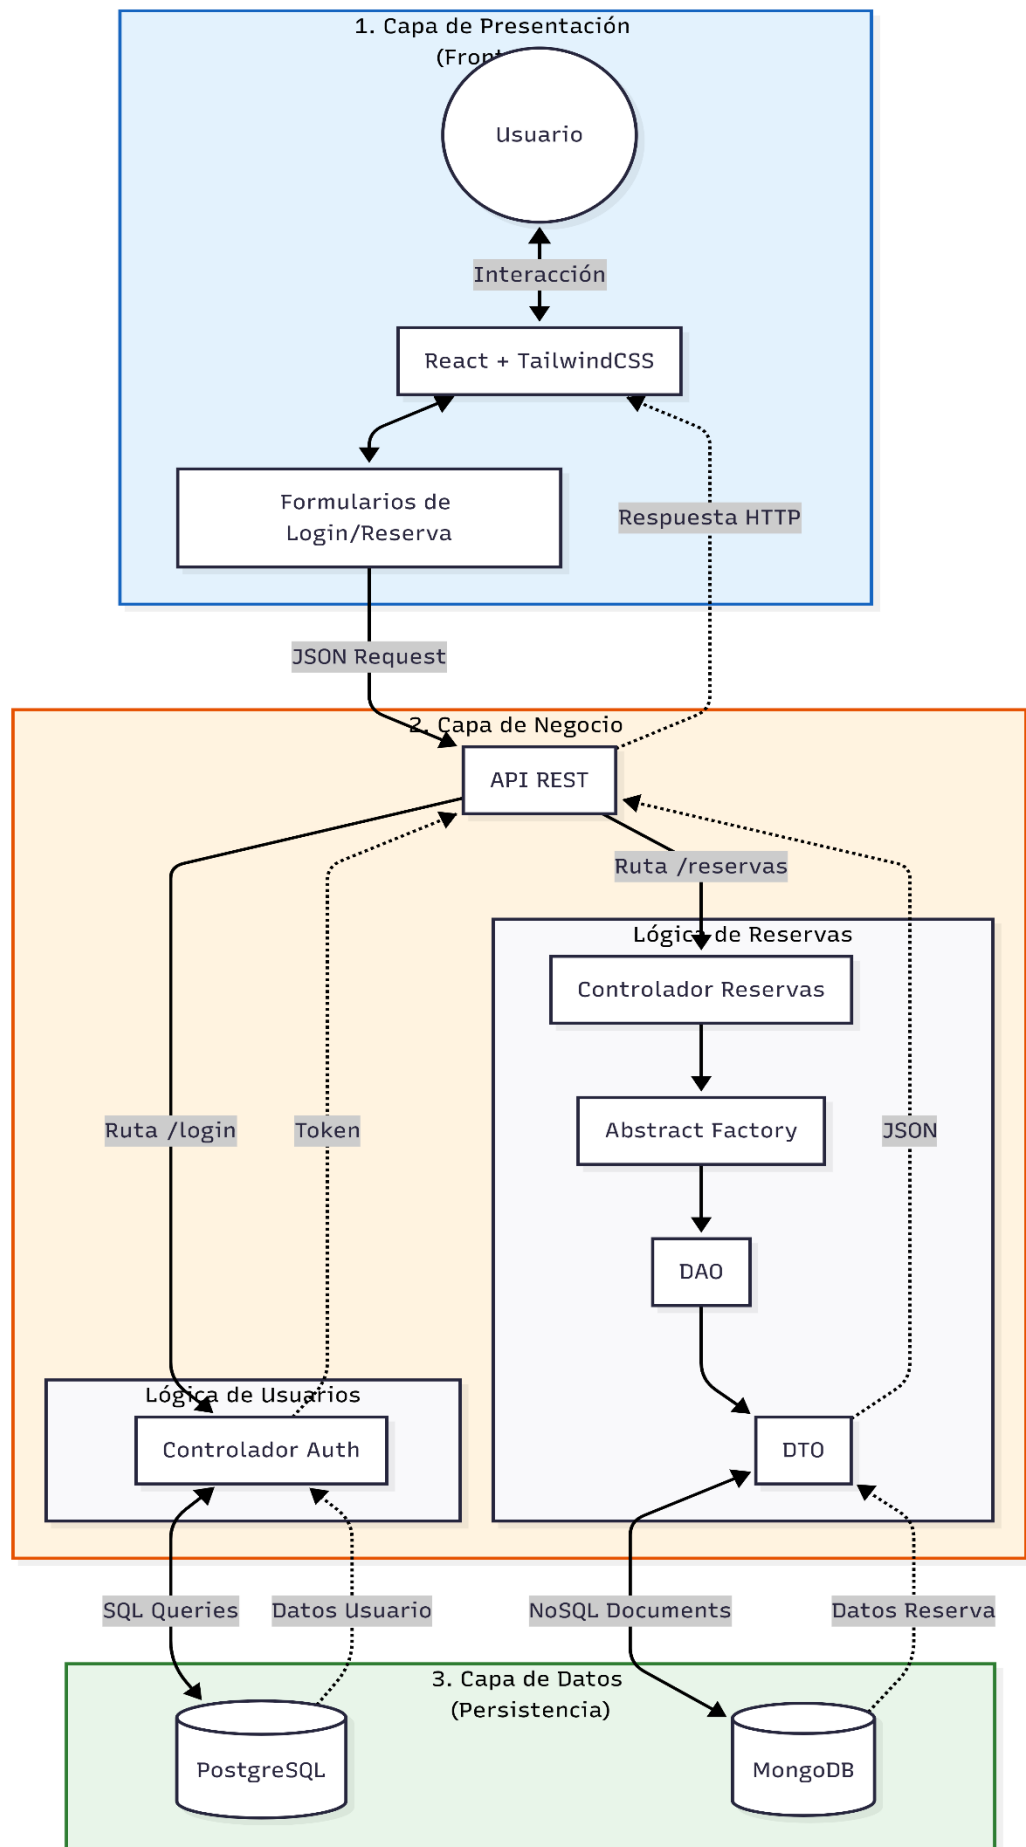 1. Capa de Presentación
(Front
Usuario
Interacción
React + TailwindCSS
Formularios de
Login/Reserva
Respuesta HTTP
JSON Request
2. Capa de Negocio
API REST
Ruta /reservas
Lógica de Reservas
Controlador Reservas
Ruta /login
Token
Abstract Factory
JSON
DAO
Lógica de Usuarios
Controlador Auth
DTO
SQL Queries
Datos Usuario
NoSQL Documents
Datos Reserva
3. Capa de Datos
(Persistencia)
PostgreSQL
MongoDB